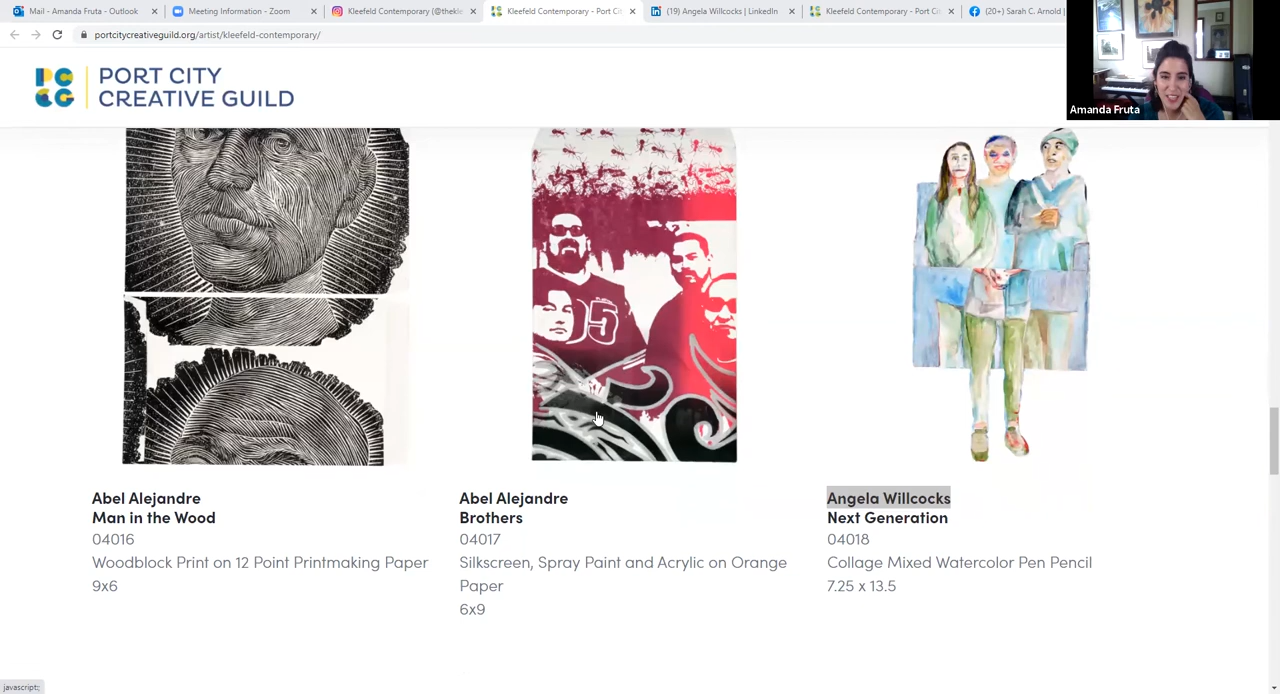 Mail - Amanda Fruta - Outlook
Meeting Information - Zoom
Kleefeld Contemporary (@thekle
Kleefeld Contemporary - Port Ci
(19) Angela Willcocks | LinkedIn
Kleefeld Contemporary - Port Ci
(20+) Sarah C. Arnold |
portcitycreativeguild.org/artist/kleefeld-contemporary/
PORT CITY
CREATIVE GUILD
Amanda Fruta
05
Abel Alejandre
Man in the Wood
04016
Woodblock Print on 12 Point Printmaking Paper
9x6
Abel Alejandre
Brothers
04017
Silkscreen, Spray Paint and Acrylic on Orange
Paper
6x9
Angela Willcocks
Next Generation
04018
Collage Mixed Watercolor Pen Pencil
7.25 x 13.5
javascript:;